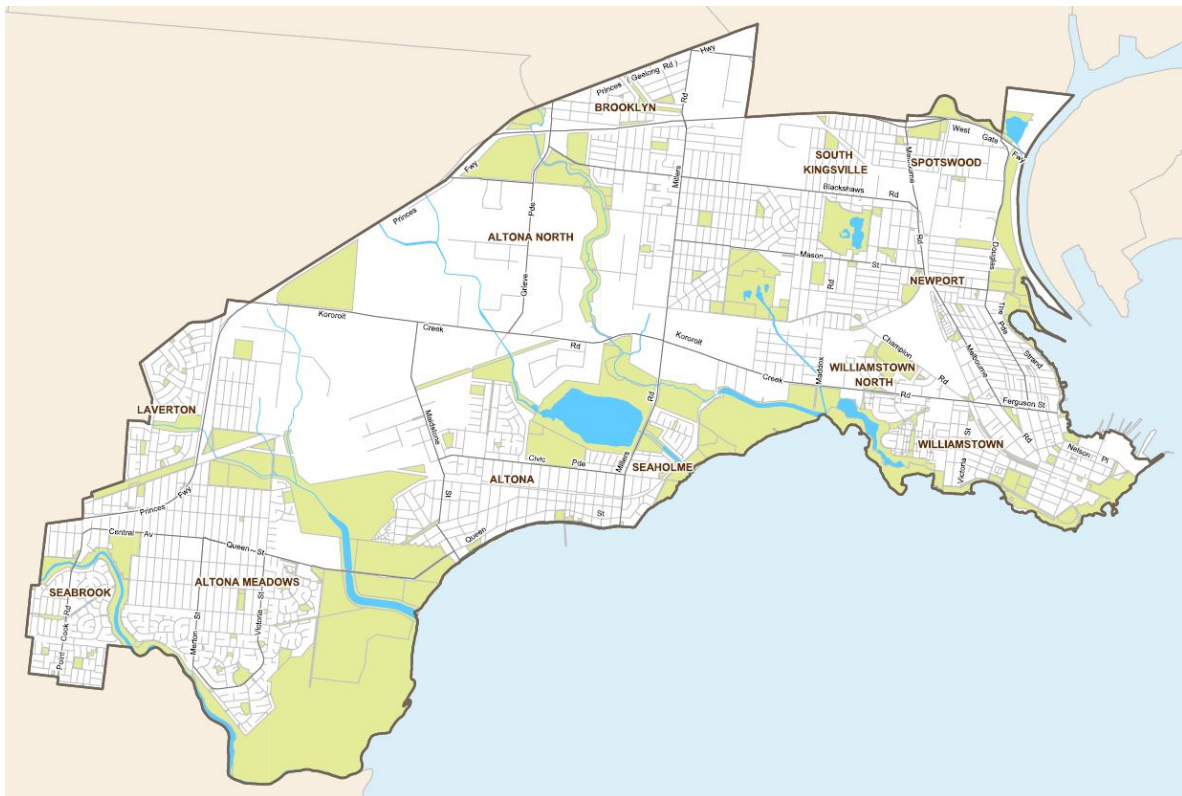 Hwy
Princes ( Geelong Rd )
BROOKLYN
Rd
Millers
West Gate Fwy
SOUTH
KINGSVILLE
SPOTSWOOD
Melbourne
Rd
Blackshaws Rd
Princes Fwy
Grieve Pde
ALTONA NORTH
Mason St
Rd
Maddox
Douglas
Pde
NEWPORT
The Strand
Kororoit Creek Rd
Kororoit Creek Rd
Champion Rd
Melbourne Rd
WILLIAMSTOWN
NORTH
Ferguson St
LAVERTON
Maidstone St
Millers Rd
Civic Pde
SEAHOLME
ALTONA
WILLIAMSTOWN
Victoria St
Nelson Pl
Princes Fwy
Queen St
Central Av
Queen St
SEABROOK
ALTONA MEADOWS
Point Cook Rd
Merton St
Victoria St